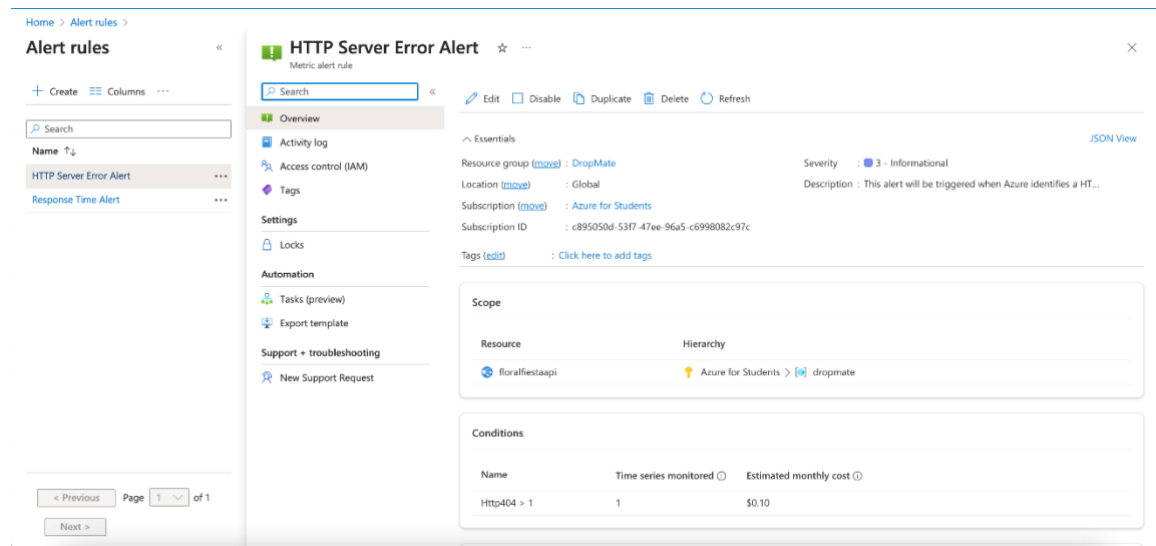 Home > Alert rules >
Alert rules «
+ Create Columns ...
Search
Name ↑↓
HTTP Server Error Alert ...
Response Time Alert ...
< Previous Page 1 of 1
Next >
HTTP Server Error Alert ☆ ...
Metric alert rule
Search «
Overview
Activity log
Access control (IAM)
Tags
Settings
Locks
Automation
Tasks (preview)
Export template
Support + troubleshooting
New Support Request
Edit Disable Duplicate Delete Refresh
Essentials JSON View
Resource group (move) : DropMate
Location (move) : Global
Subscription (move) : Azure for Students
Subscription ID : c895050d-53f7-47ee-96a5-c6998082c97c
Tags (edit) : Click here to add tags
Severity : 3 - Informational
Description : This alert will be triggered when Azure identifies a HT...
Scope
Resource Hierarchy
floralfiestaapi Azure for Students > dropmate
Conditions
Name Time series monitored Estimated monthly cost
Http404 > 1 1 $0.10